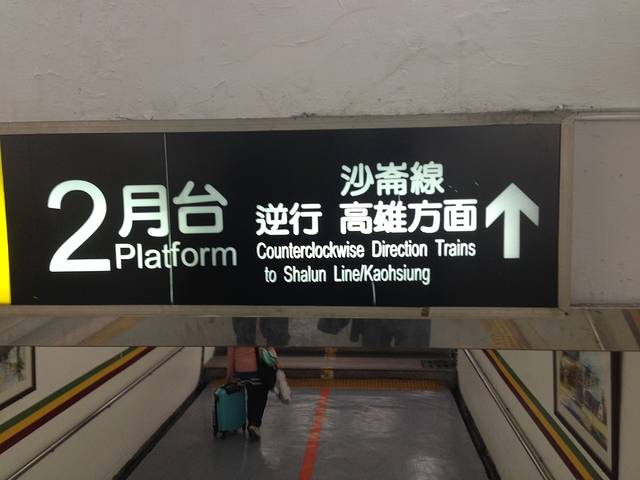 2月台
Platform
沙崙線
逆行 高雄方面
Counterclockwise Direction Trains
to Shalun Line/Kaohsiung